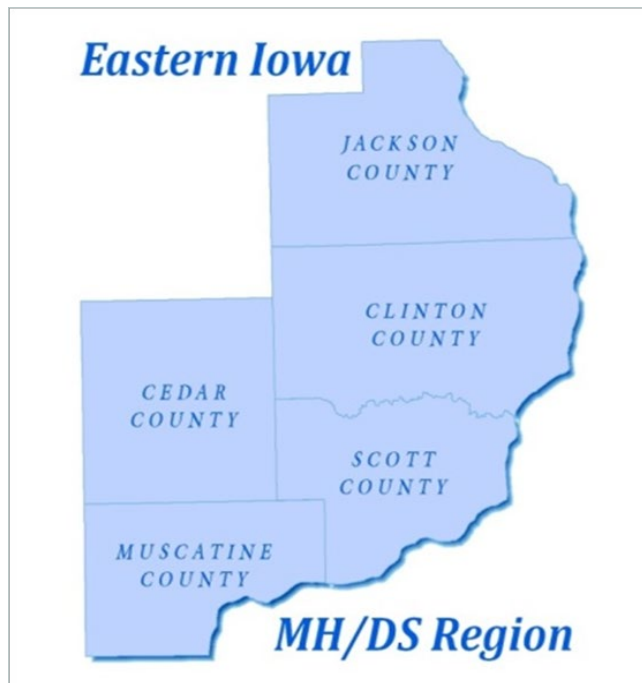 Eastern Iowa
JACKSON
COUNTY
CLINTON
COUNTY
CEDAR
COUNTY
SCOTT
COUNTY
MUSCATINE
COUNTY
MH/DS Region